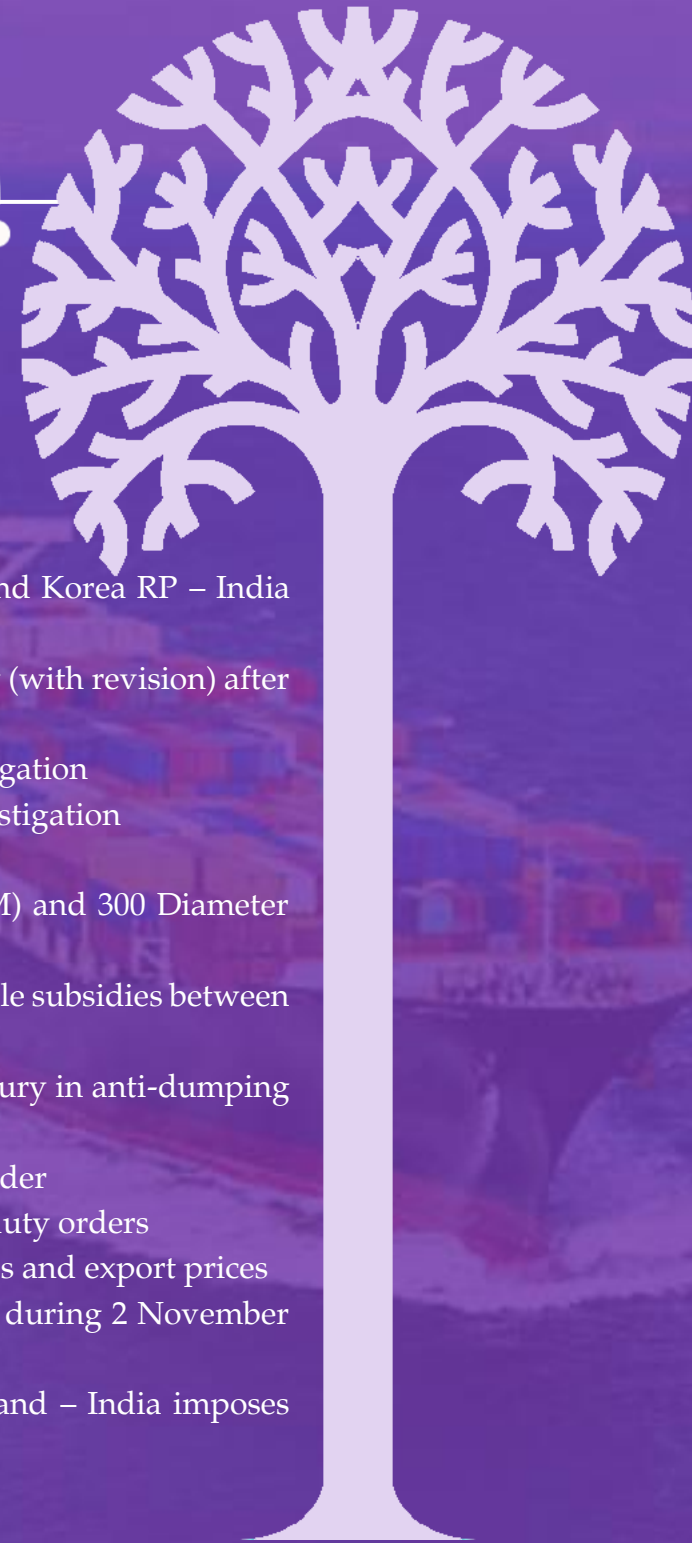 nd Korea RP – India
(with revision) after
gation
stigation
M) and 300 Diameter
le subsidies between
ury in anti-dumping
der
duty orders
s and export prices
during 2 November
and – India imposes